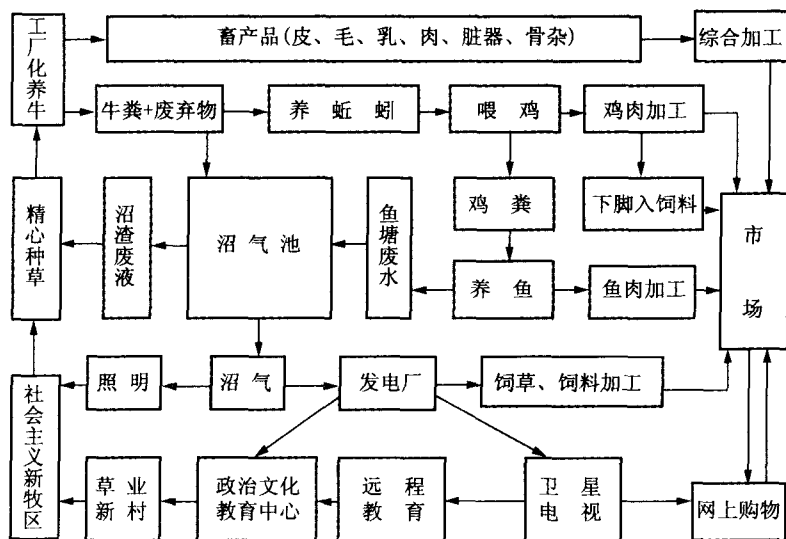 工厂化养牛
畜产品(皮、毛、乳、肉、脏器、骨杂)
综合加工
牛粪+废弃物
养蚯蚓
喂鸡
鸡肉加工
精心种草
沼渣废液
沼气池
鱼塘废水
鸡粪
下脚入饲料
养鱼
鱼肉加工
市场
社会主义新牧区
照明
沼气
发电厂
饲草、饲料加工
草业
新村
政治文化
教育中心
远程
教育
卫星
电视
网上购物